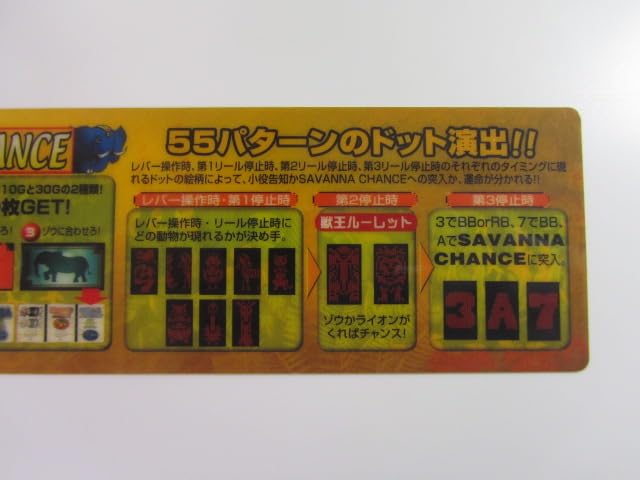 ANCE
10Gと30Gの2種類!
枚GET!
3 ゾウに合わせろ!
55パターンのドット演出!!
レバー操作時、第1リール停止時、第2リール停止時、第3リール停止時のそれぞれのタイミングに現
れるドットの絵柄によって、小役告知かSAVANNA CHANCEへの突入か、運命が分かれる!!
レバー操作時・第1停止時
レバー操作時・リール停止時に
どの動物が現れるかが決め手。
第2停止時
獣王ルーレット
ゾウかライオンが
くればチャンス!
第3停止時
3でBBorRB、7でBB、
AでSAVANNA
CHANCEに突入。
3 A 7